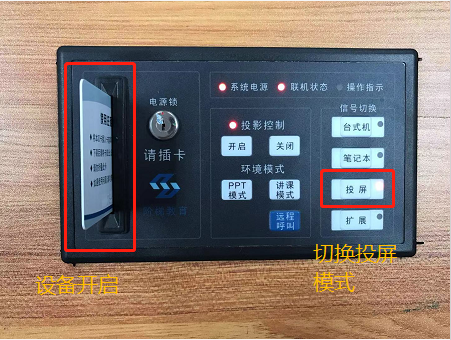 系统电源
联机状态
操作指示
电源锁
信号切换
投影控制
台式机
开启
关闭
请插卡
笔记本
环境模式
PPT
模式
讲课
模式
投屏
远程
呼叫
扩展
设备开启
切换投屏
模式